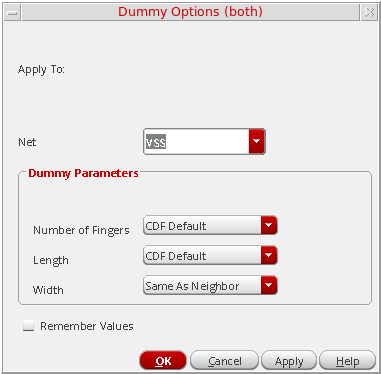 Dummy Options (both)
Apply To:
Net vss
Dummy Parameters
Number of Fingers CDF Default
Length CDF Default
Width Same As Neighbor
Remember Values
OK Cancel Apply Help